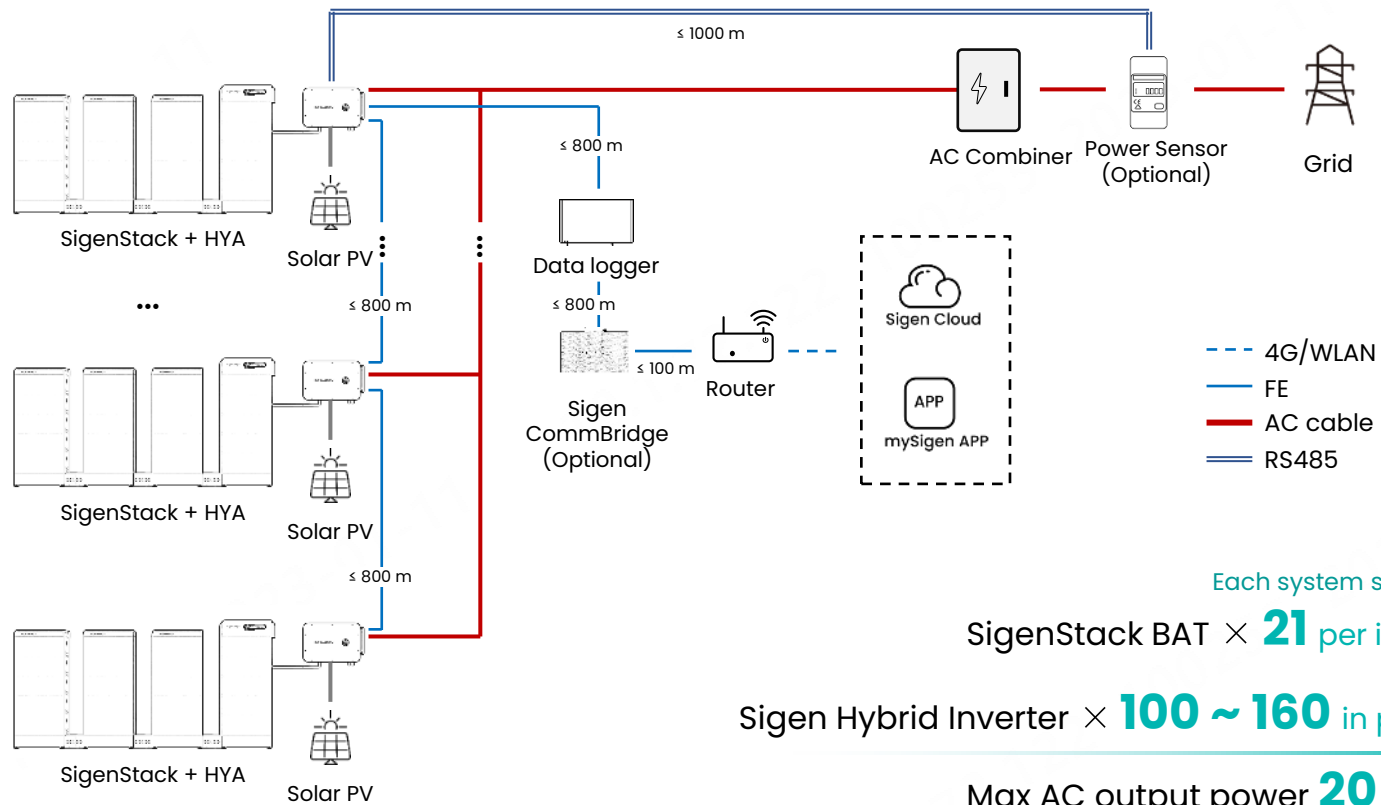 ≤ 1000 m
AC Combiner
Power Sensor
(Optional)
Grid
SigenStack + HYA
Solar PV
≤ 800 m
Data logger
≤ 800 m
Sigen
CommBridge
(Optional)
≤ 100 m
Router
Sigen Cloud
APP
mySigen APP
4G/WLAN
FE
AC cable
RS485
...
≤ 800 m
SigenStack + HYA
Solar PV
≤ 800 m
SigenStack + HYA
Solar PV
Each system s
SigenStack BAT × 21 per i
Sigen Hybrid Inverter × 100 ~ 160 in p
Max AC output power 20